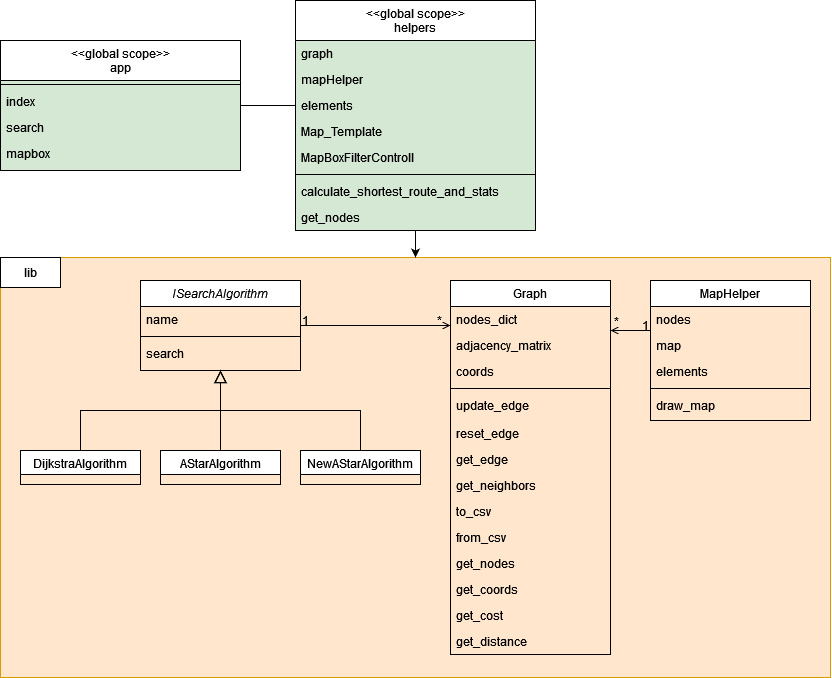 <<global scope>>
helpers
graph
mapHelper
elements
Map_Template
MapBoxFilterControll
calculate_shortest_route_and_stats
get_nodes
<<global scope>>
app
index
search
mapbox
lib
ISearchAlgorithm
name
search
1
*
Graph
nodes_dict
adjacency_matrix
coords
update_edge
reset_edge
get_edge
get_neighbors
to_csv
from_csv
get_nodes
get_coords
get_cost
get_distance
*
1
MapHelper
nodes
map
elements
draw_map
DijkstraAlgorithm
AStarAlgorithm
NewAStarAlgorithm